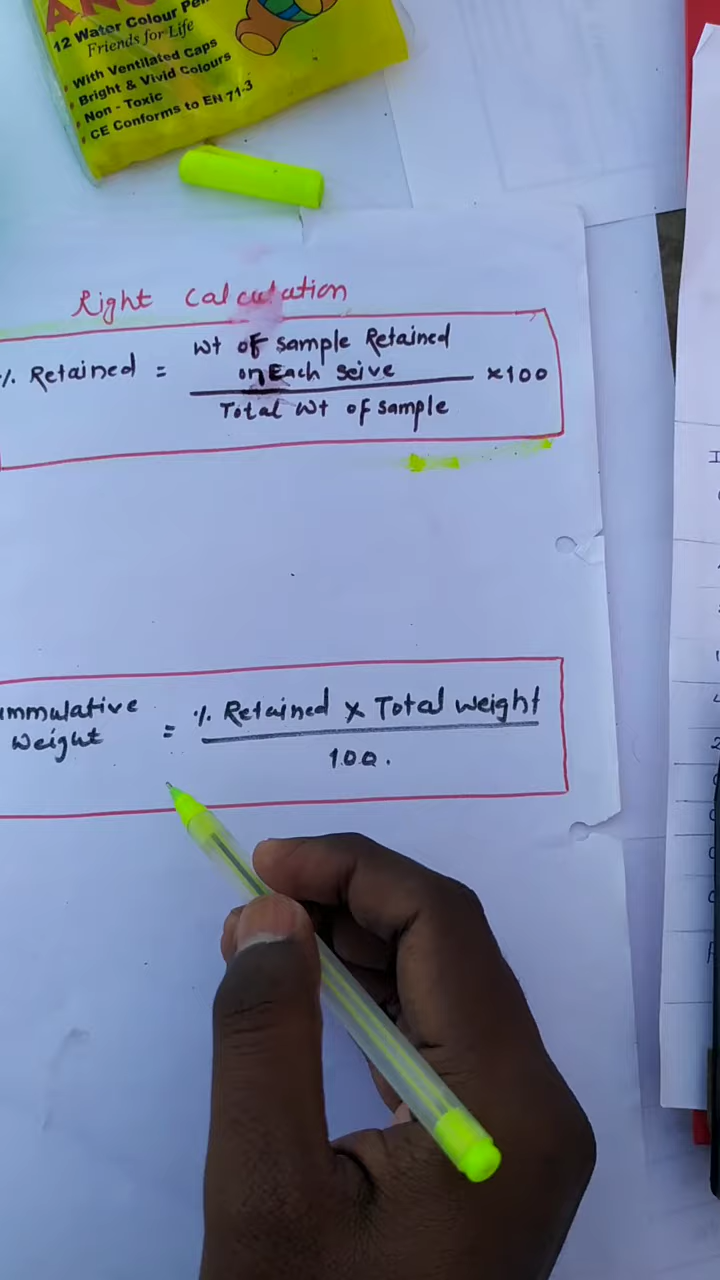 12 Water Colour Pen
Friends for Life
• With Ventilated Caps
• Bright & Vivid Colours
• Non - Toxic
• CE Conforms to EN 71-3
Right Calculation
% Retained = Wt of Sample Retained
on Each Seive
×100
Total Wt of Sample
mmulative
Weight
= % Retained × Total Weight
100.